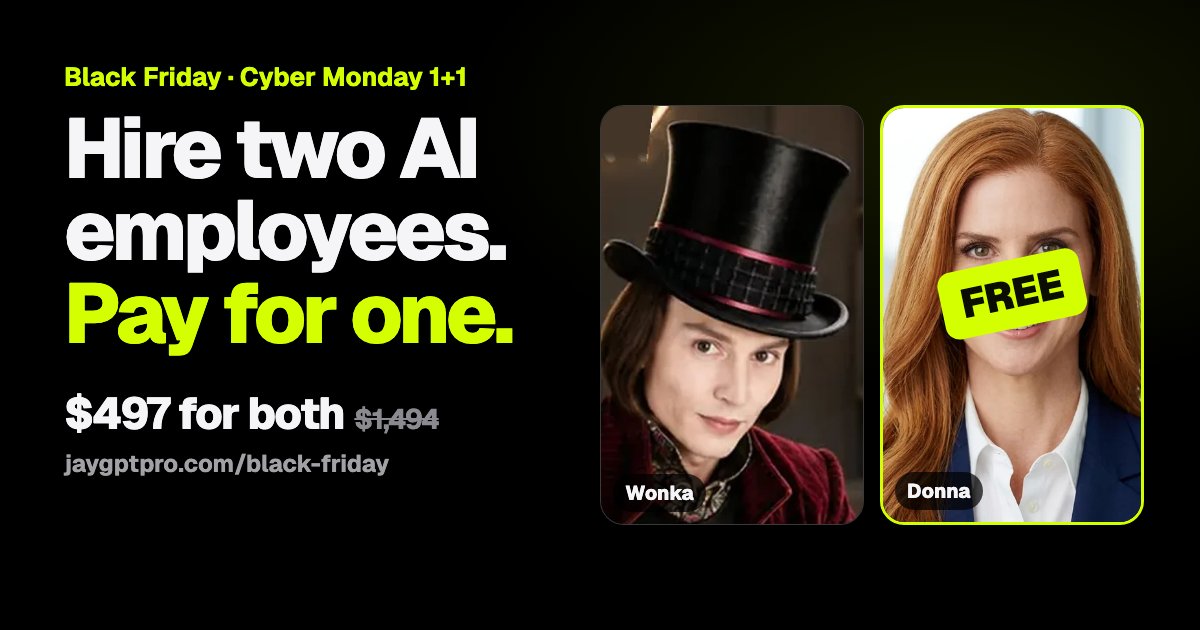 Black Friday · Cyber Monday 1+1
Hire two AI
employees.
Pay for one.
$497 for both $1,494
jaygptpro.com/black-friday
Wonka
FREE
Donna